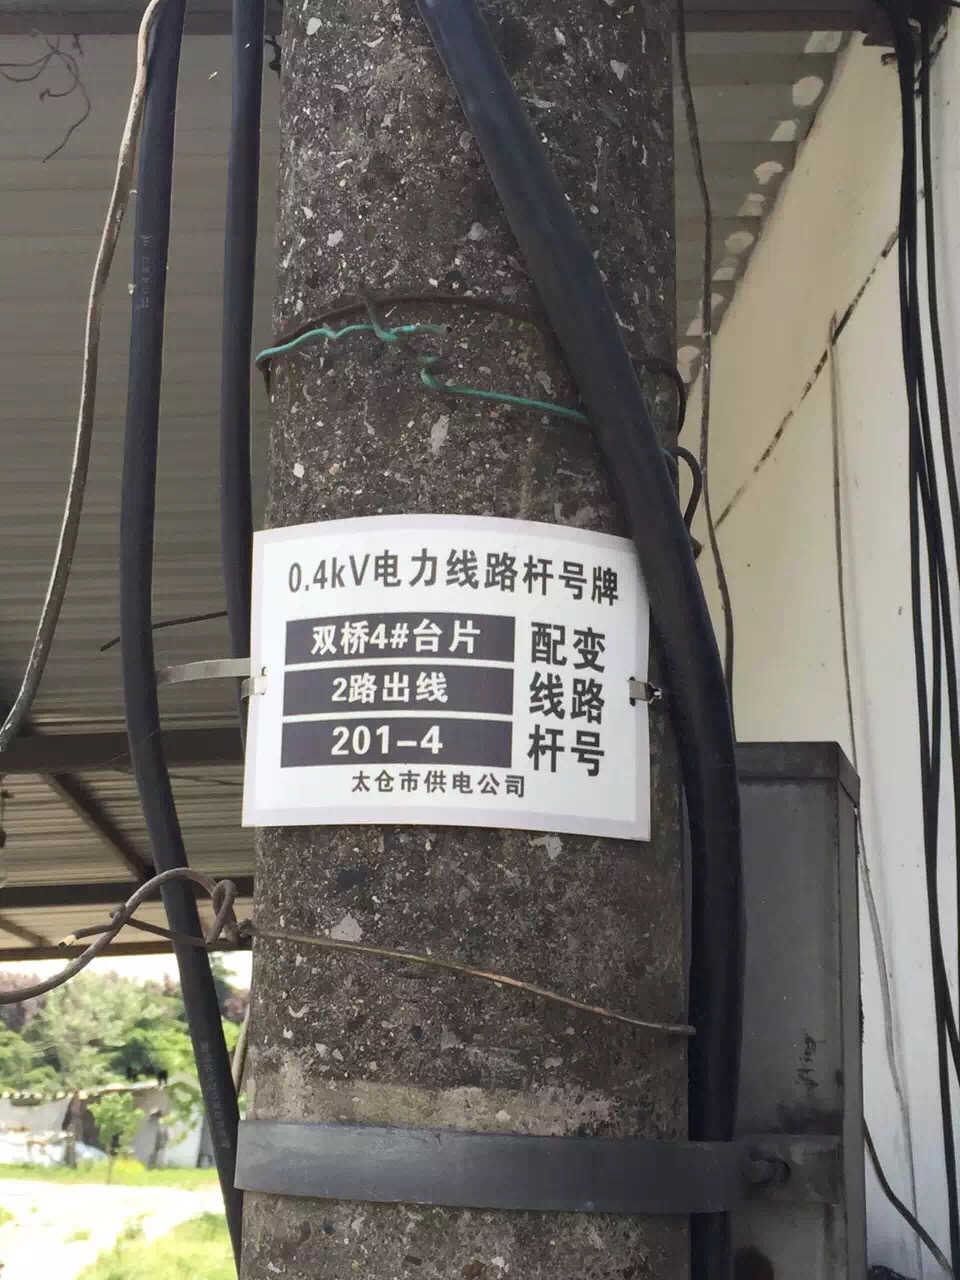 0.4kV电力线路杆号牌
双桥4#台片
2路出线
201-4
配变
线路
杆号
太仓市供电公司